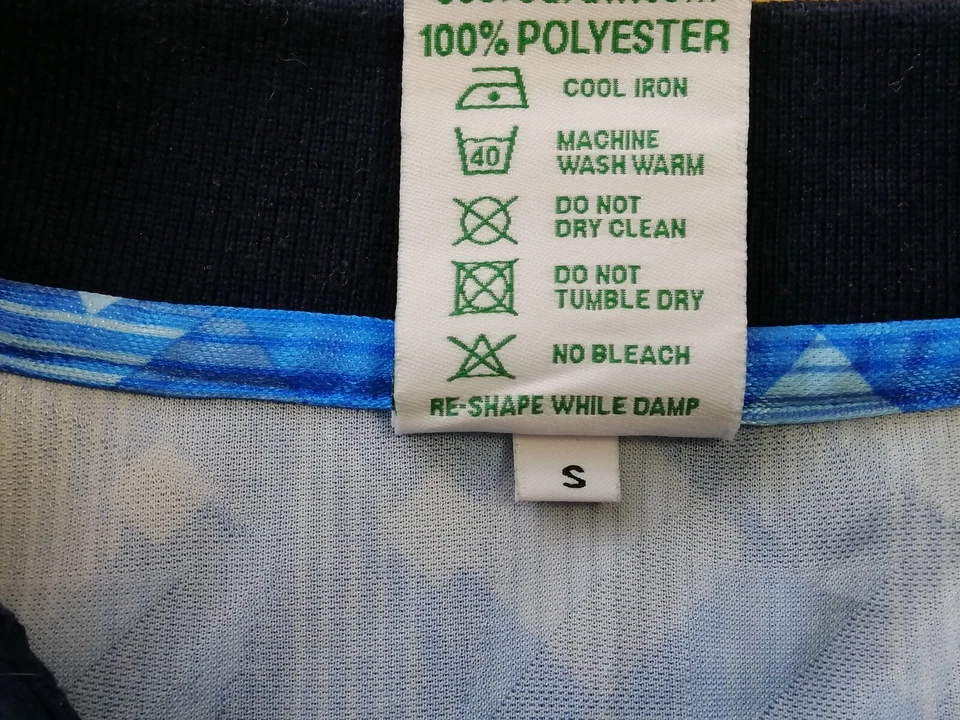 100% POLYESTER
COOL IRON
40
MACHINE
WASH WARM
DO NOT
DRY CLEAN
DO NOT
TUMBLE DRY
NO BLEACH
RE-SHAPE WHILE DAMP
S